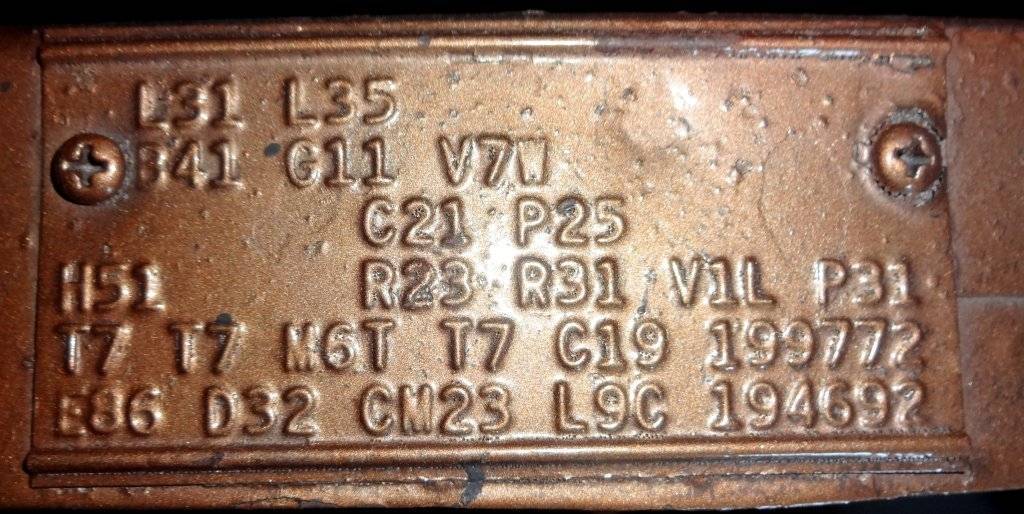 L31 L35
B41 G11 V7W
C21 P25
H51 R23 R31 V1L P31
T7 T7 M6T T7 C19 199772
E86 D32 CM23 L9C 194692